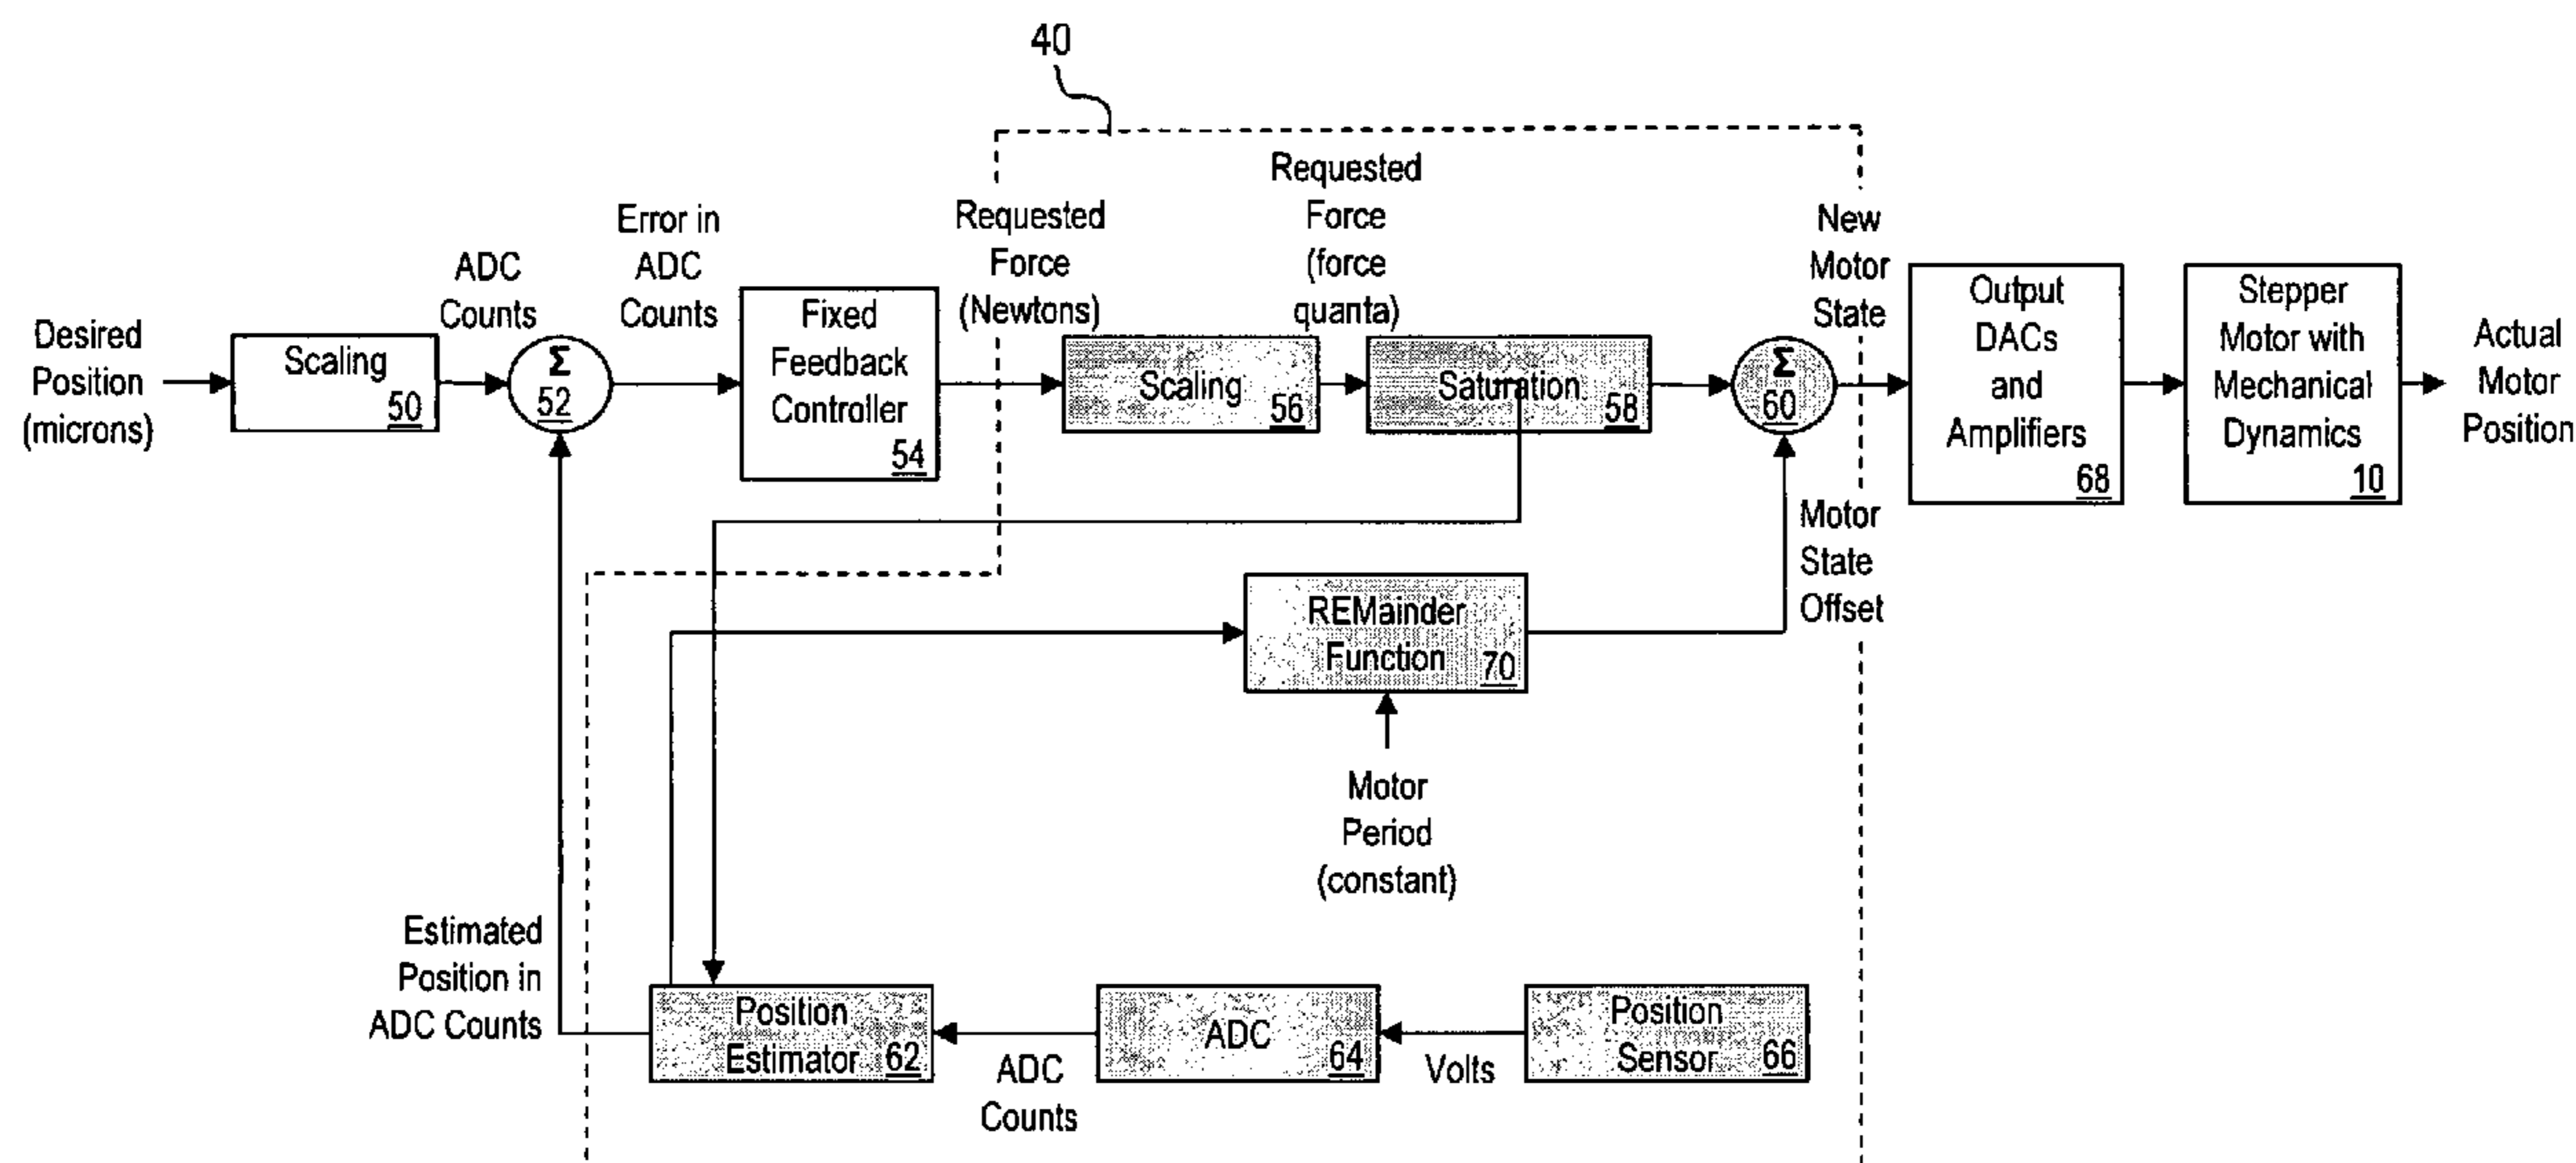 40
Desired
Position
(microns)
Scaling
50
ADC
Counts
Σ
52
Error in
ADC
Counts
Fixed
Feedback
Controller
54
Requested
Force
(Newtons)
Scaling
56
Requested
Force
(force
quanta)
Saturation
58
Σ
60
New
Motor
State
Output
DACs
and
Amplifiers
68
Stepper
Motor with
Mechanical
Dynamics
10
Actual
Motor
Position
Motor
State
Offset
REMainder
Function
70
Motor
Period
(constant)
Estimated
Position in
ADC Counts
Position
Estimator 62
ADC
Counts
ADC
64
Volts
Position
Sensor 66